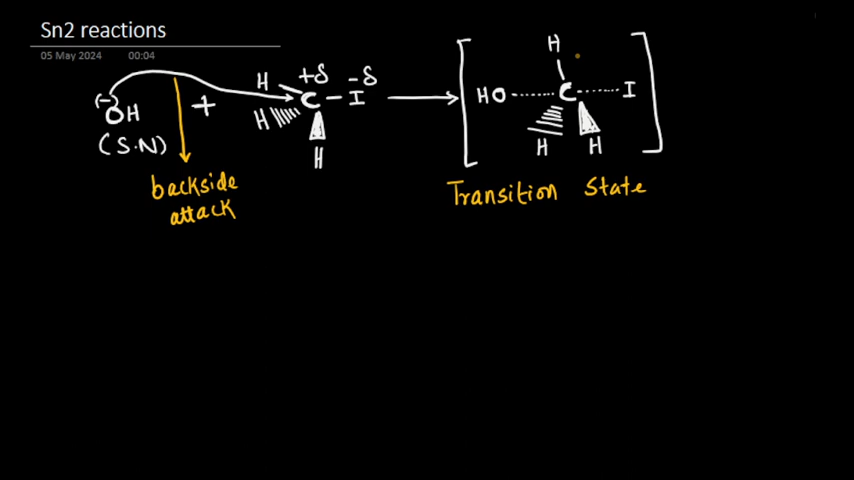 Sn2 reactions
05 May 2024 00:04
(-) OH + H H H C +δ - I -δ → [ HO ...... C ...... I H H H ]
(S.N)
backside
attack
Transition State